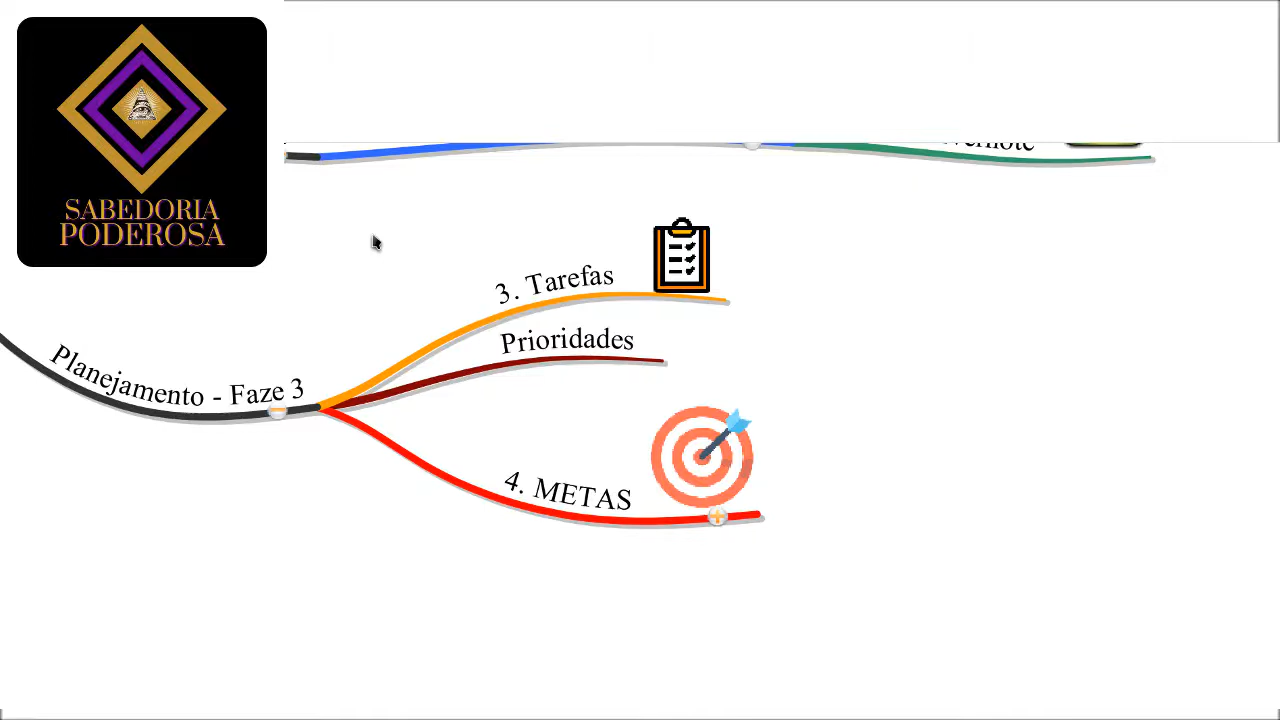 SABEDORIA
PODEROSA
3. Tarefas
Prioridades
Planejamento - Faze 3
4. METAS